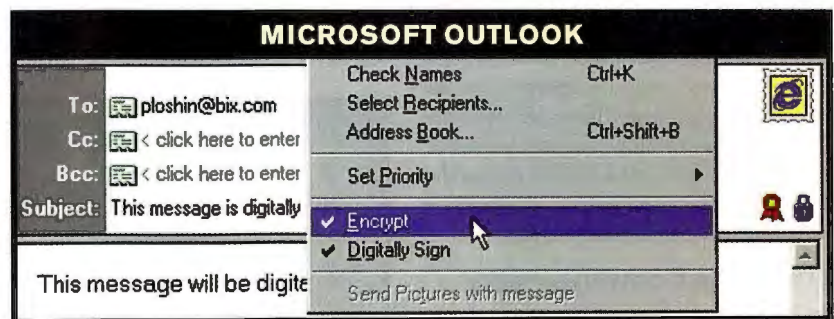 MICROSOFT OUTLOOK
Check Names Ctrl+K
To: ploshin@bix.com
Select Recipients...
Cc: < click here to enter
Address Book... Ctrl+Shift+B
Bcc: < click here to enter
Set Priority
Subject: This message is digitally
Encrypt
Digitally Sign
This message will be digite
Send Pictures with message